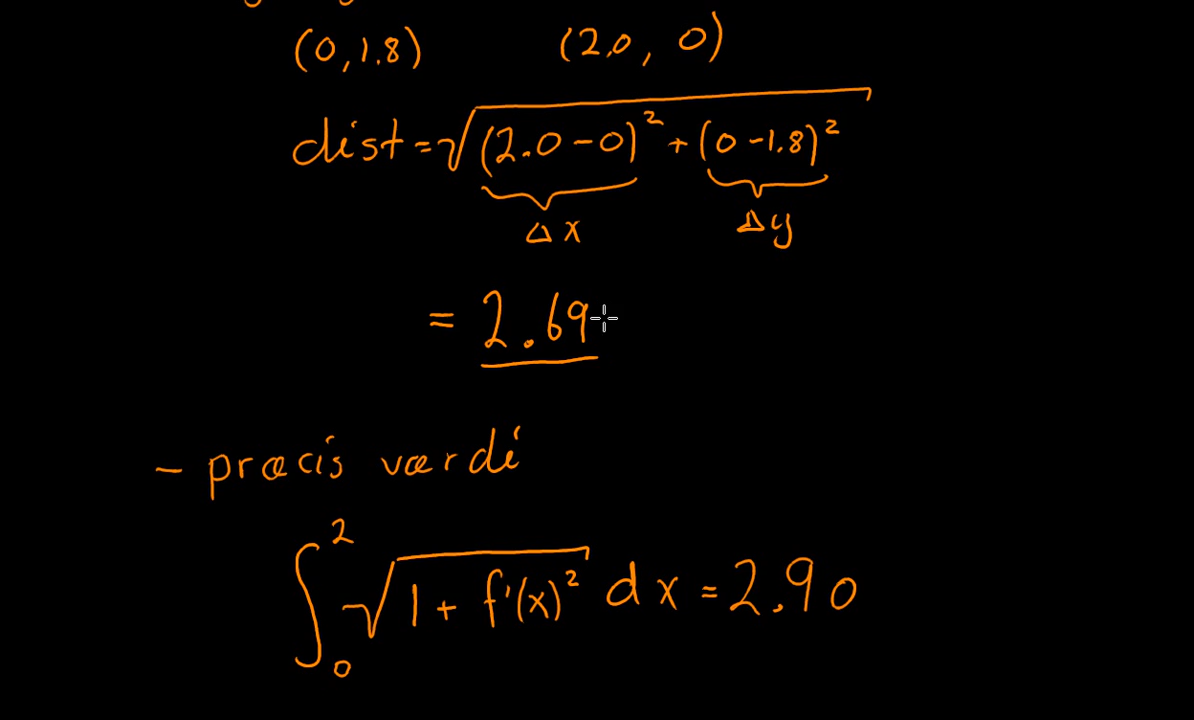 (0,1.8) (2.0, 0)
dist = √((2.0-0)² + (0-1.8)²)
Δx Δy
= 2.69
- præcis værdi
∫₀² √(1 + f'(x)²) dx = 2.90